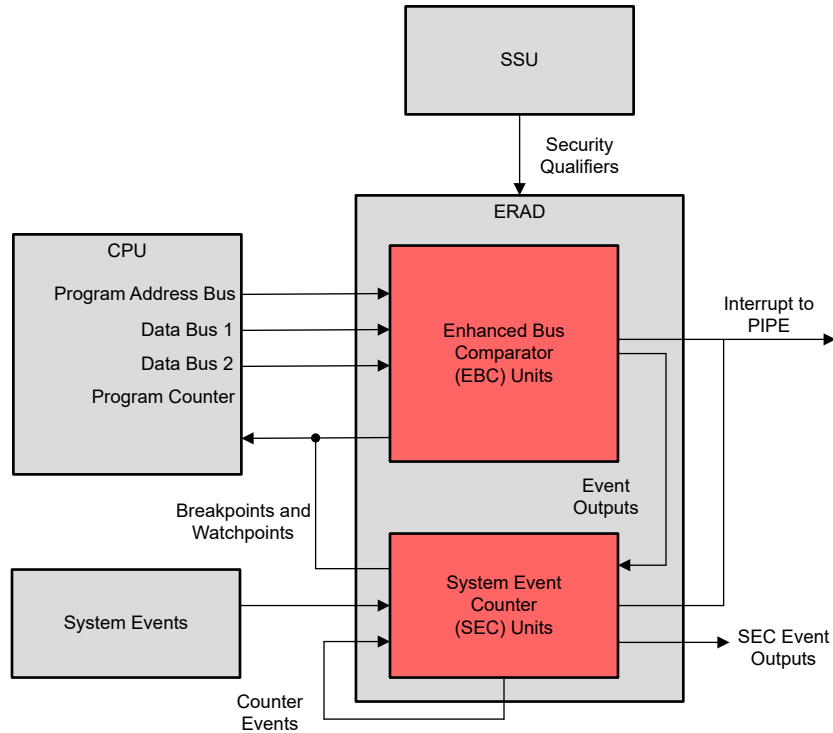 SSU
Security
Qualifiers
ERAD
CPU
Program Address Bus
Data Bus 1
Data Bus 2
Program Counter
Enhanced Bus
Comparator
(EBC) Units
Interrupt to
PIPE
Breakpoints and
Watchpoints
Event
Outputs
System Events
System Event
Counter
(SEC) Units
SEC Event
Outputs
Counter
Events